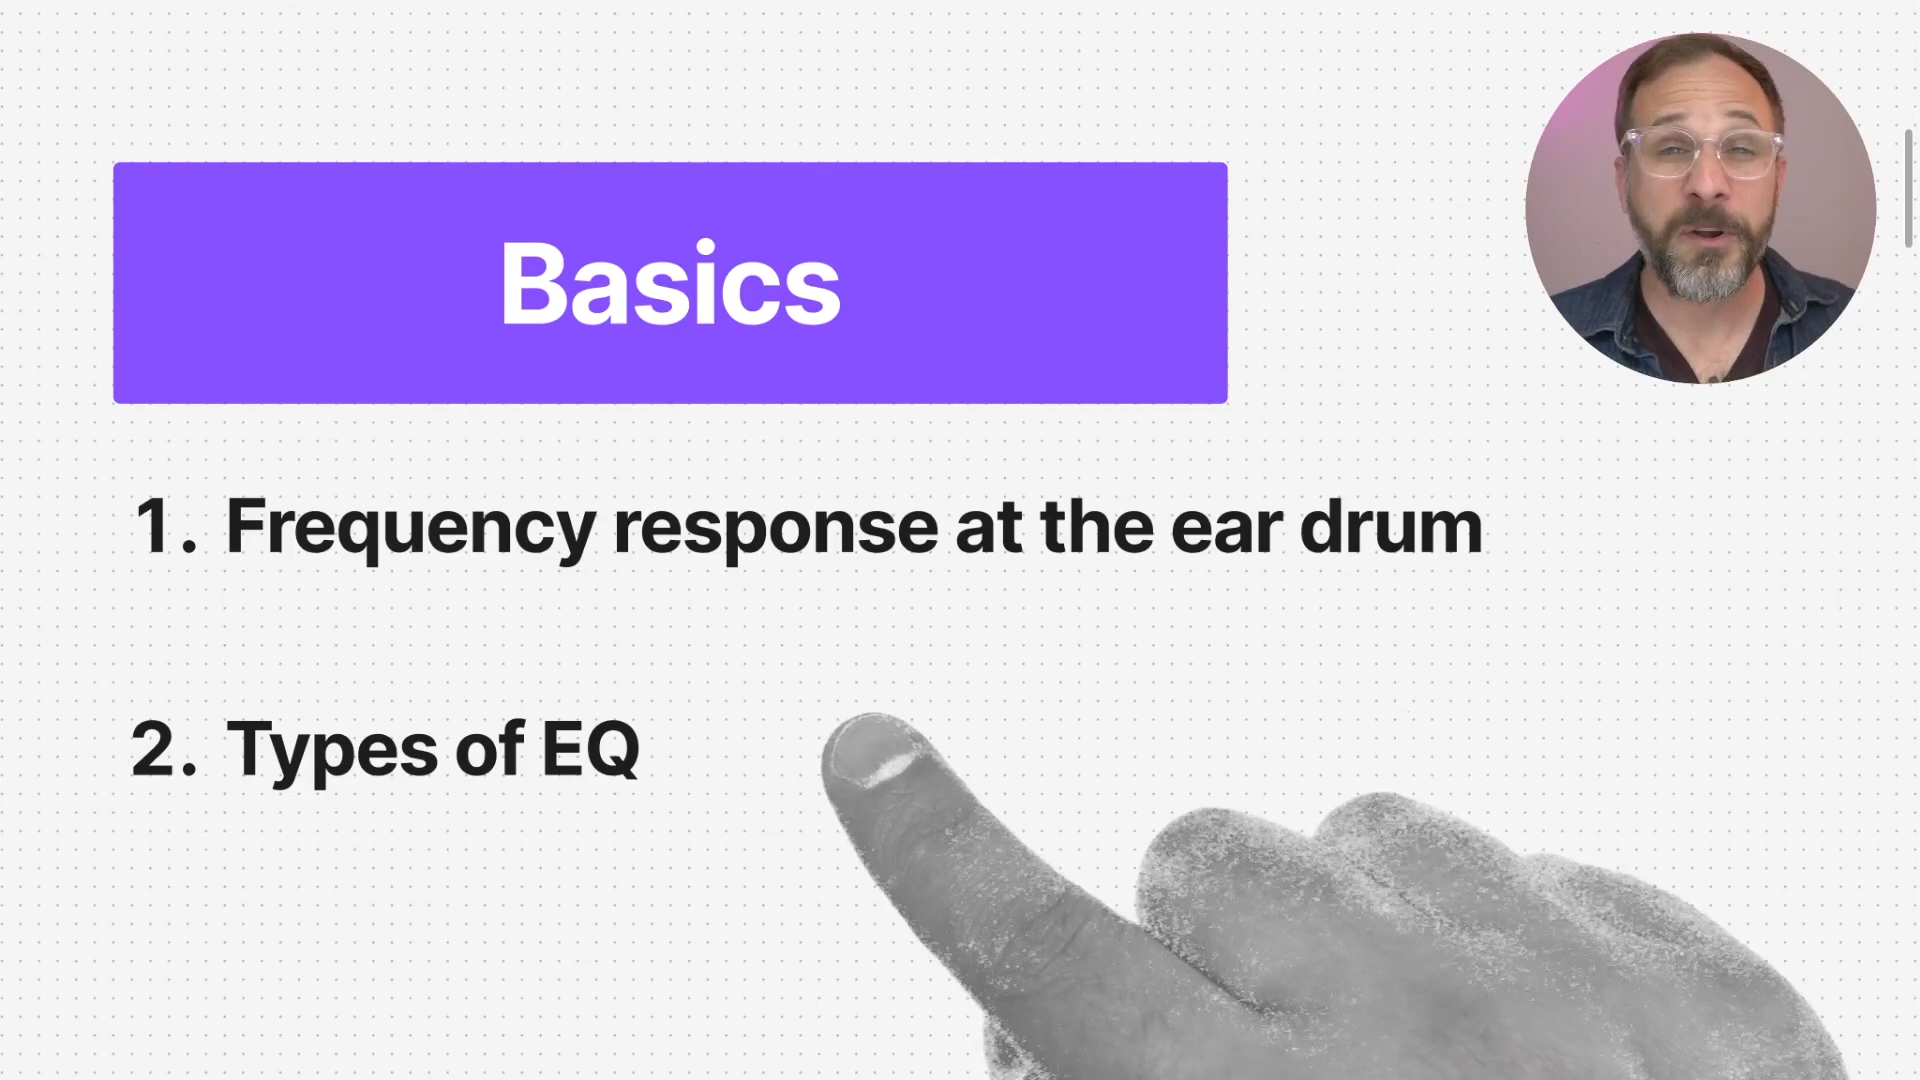 Basics
1. Frequency response at the ear drum
2. Types of EQ